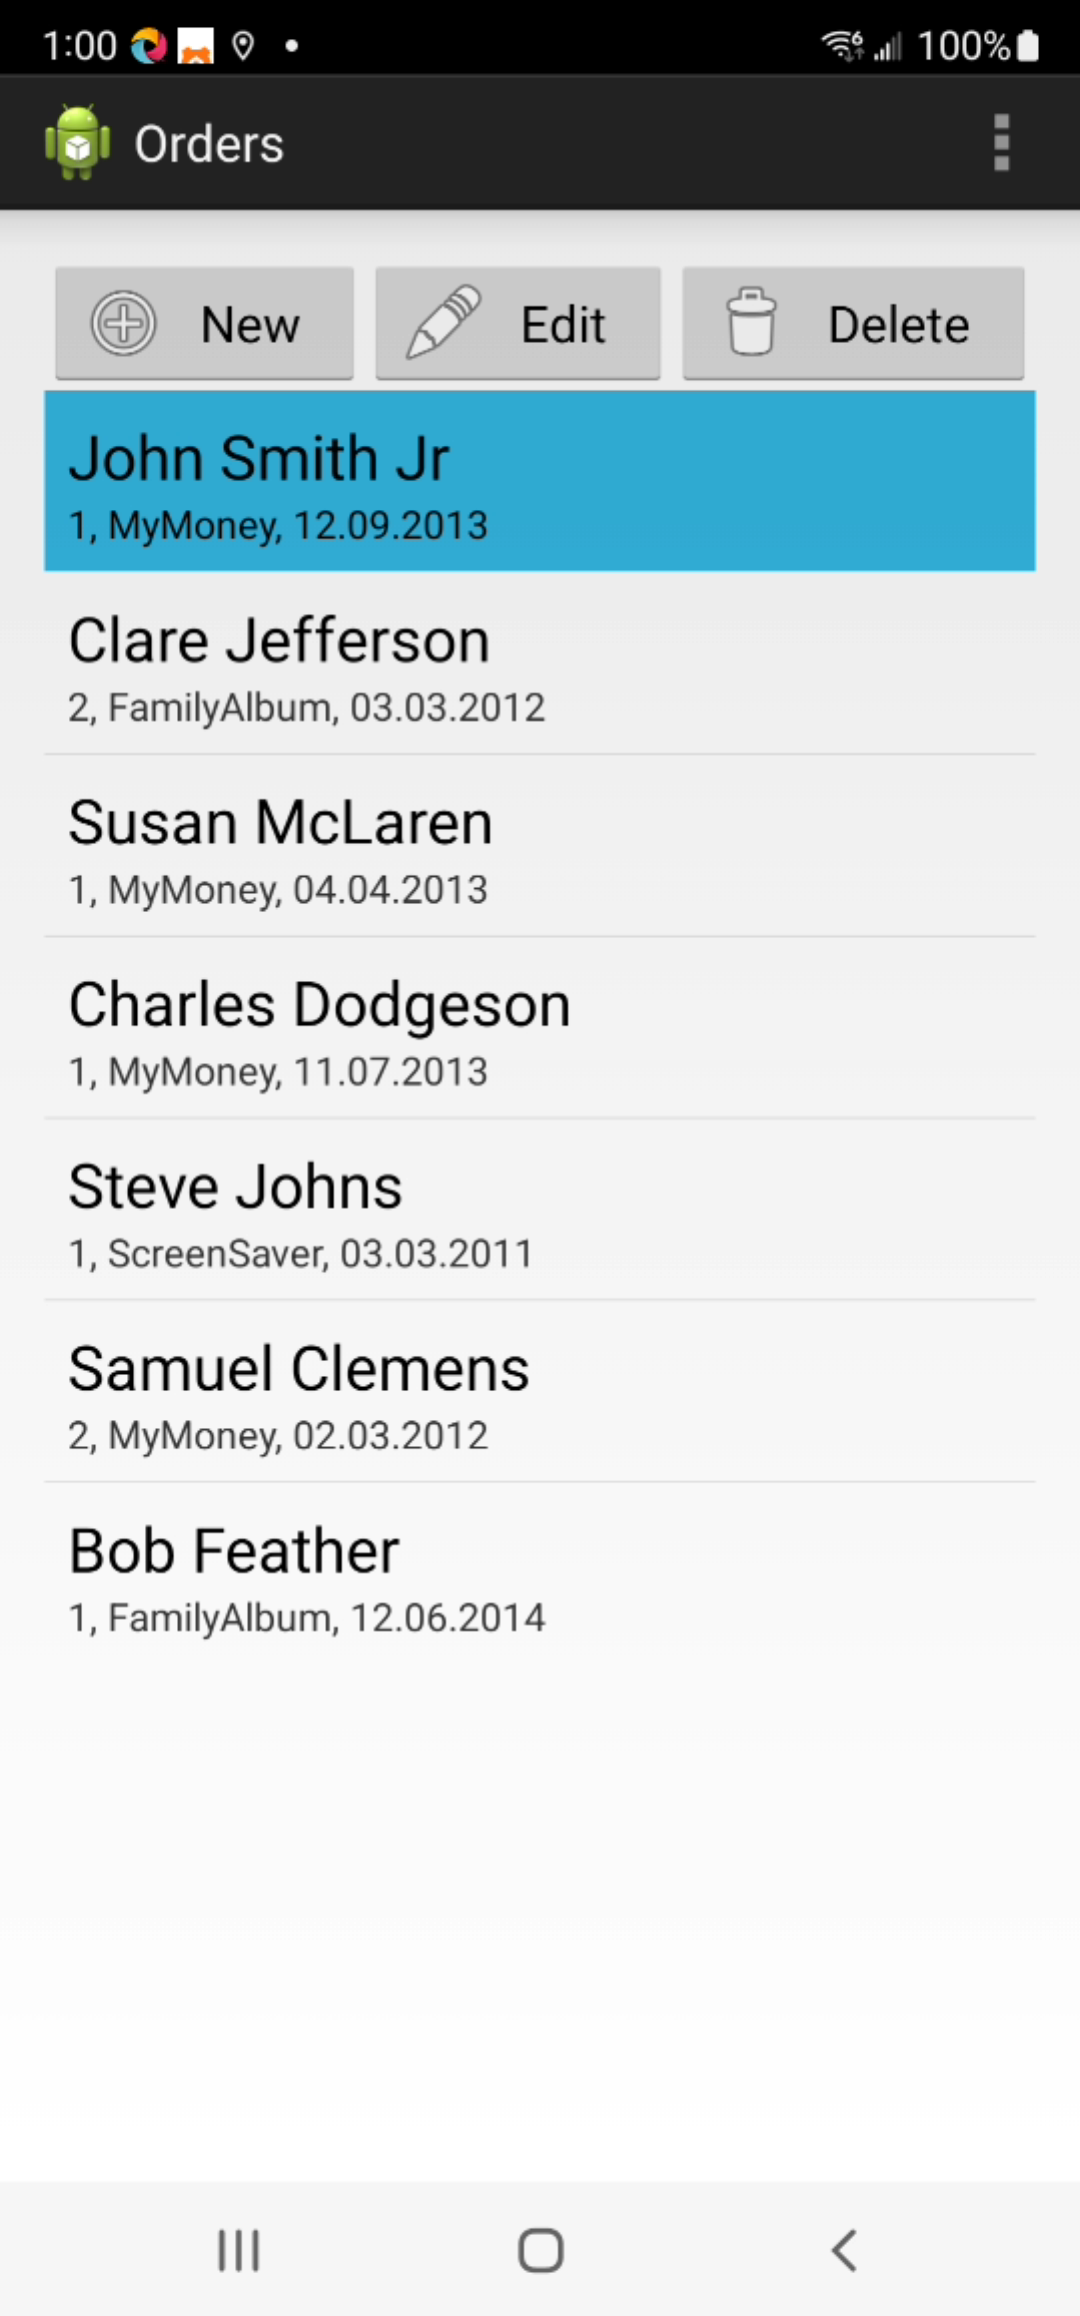 1:00 100%
Orders
New Edit Delete
John Smith Jr
1, MyMoney, 12.09.2013
Clare Jefferson
2, FamilyAlbum, 03.03.2012
Susan McLaren
1, MyMoney, 04.04.2013
Charles Dodgeson
1, MyMoney, 11.07.2013
Steve Johns
1, ScreenSaver, 03.03.2011
Samuel Clemens
2, MyMoney, 02.03.2012
Bob Feather
1, FamilyAlbum, 12.06.2014